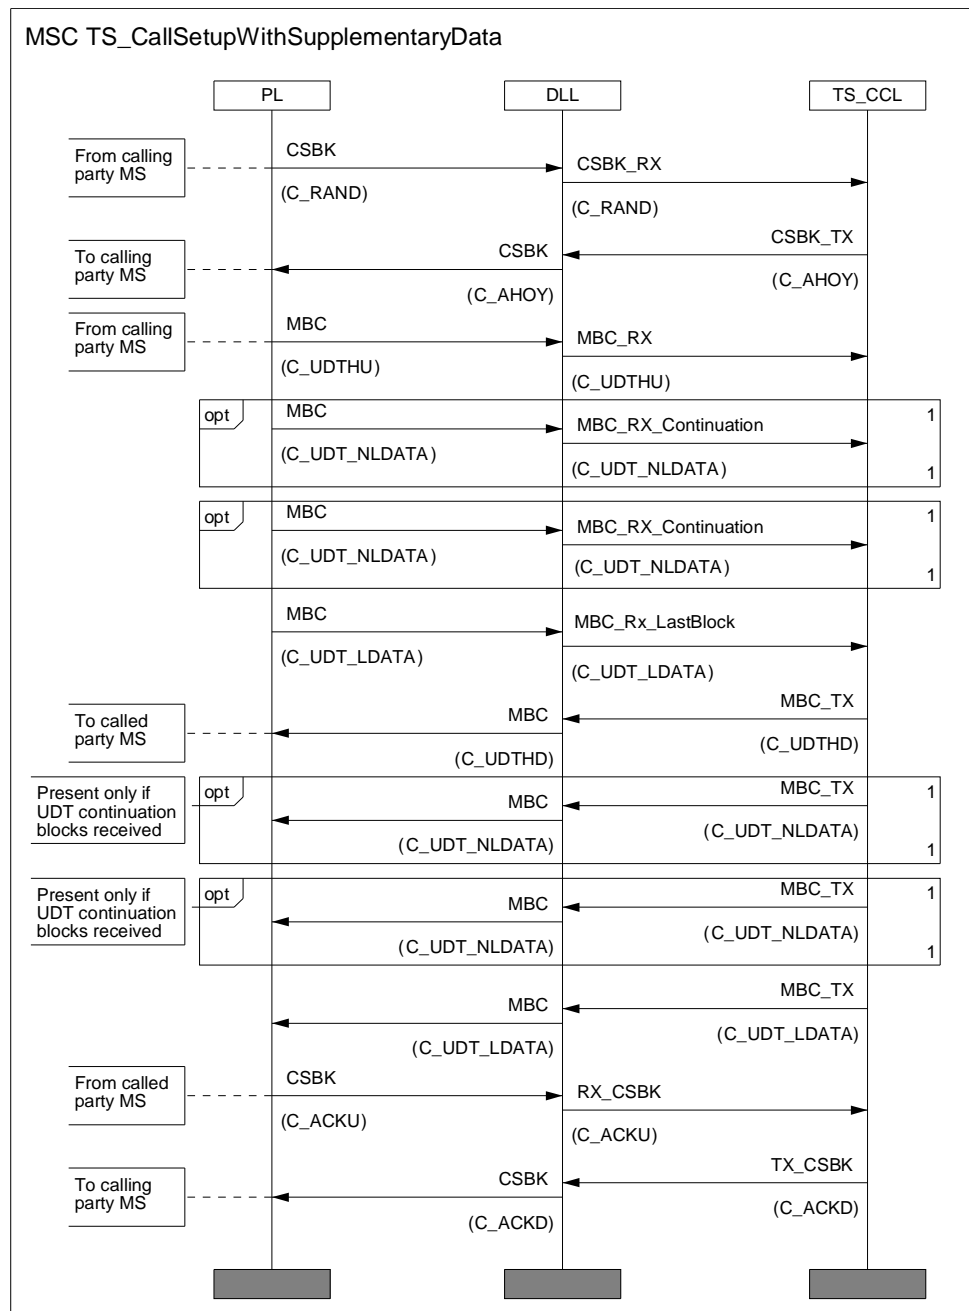 MSC TS_CallSetupWithSupplementaryData
PL
DLL
TS_CCL
From calling
party MS
CSBK
(C_RAND)
CSBK_RX
(C_RAND)
To calling
party MS
CSBK
(C_AHOY)
CSBK_TX
(C_AHOY)
From calling
party MS
MBC
(C_UDTHU)
MBC_RX
(C_UDTHU)
opt
MBC
(C_UDT_NLDATA)
MBC_RX_Continuation
(C_UDT_NLDATA)
1
1
opt
MBC
(C_UDT_NLDATA)
MBC_RX_Continuation
(C_UDT_NLDATA)
1
1
MBC
(C_UDT_LDATA)
MBC_Rx_LastBlock
(C_UDT_LDATA)
To called
party MS
MBC
(C_UDTHD)
MBC_TX
(C_UDTHD)
Present only if
UDT continuation
blocks received
opt
MBC
(C_UDT_NLDATA)
MBC_TX
(C_UDT_NLDATA)
1
1
Present only if
UDT continuation
blocks received
opt
MBC
(C_UDT_NLDATA)
MBC_TX
(C_UDT_NLDATA)
1
1
MBC
(C_UDT_LDATA)
MBC_TX
(C_UDT_LDATA)
From called
party MS
CSBK
(C_ACKU)
RX_CSBK
(C_ACKU)
To calling
party MS
CSBK
(C_ACKD)
TX_CSBK
(C_ACKD)